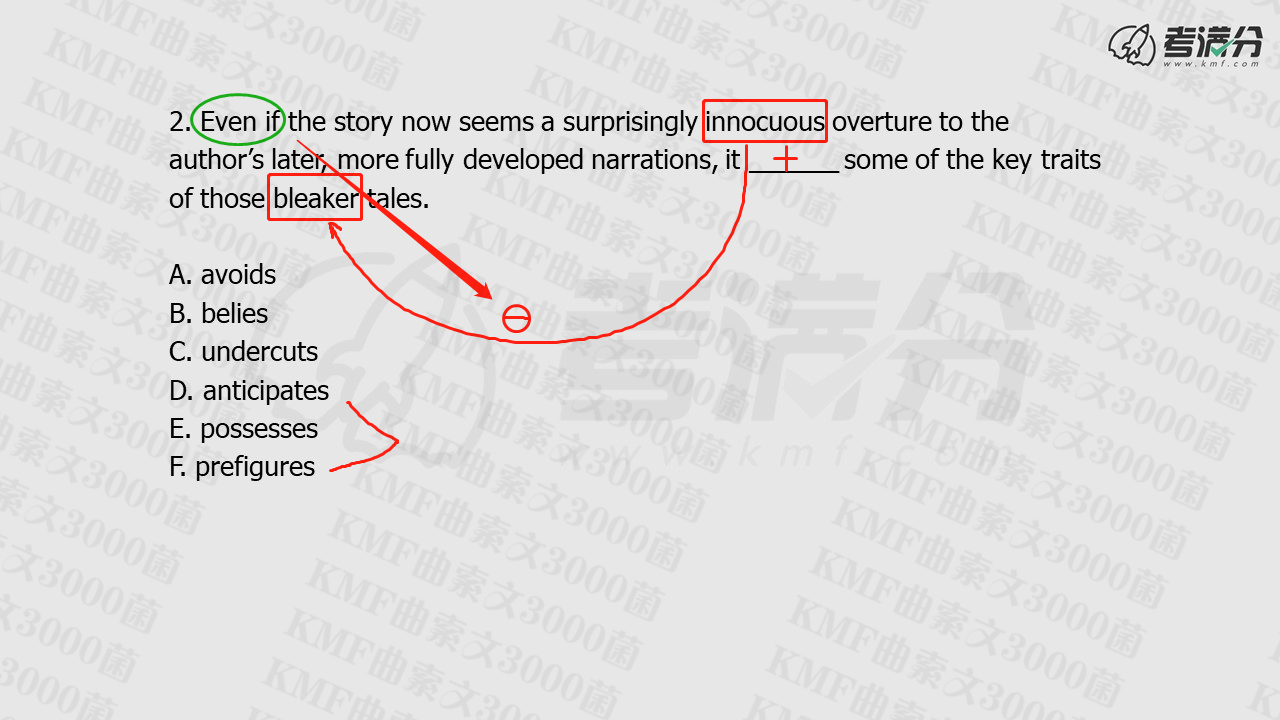 考满分
www.kmf.com
2. Even if the story now seems a surprisingly innocuous overture to the
author’s later, more fully developed narrations, it ______ some of the key traits
of those bleaker tales.
A. avoids
B. belies
C. undercuts
D. anticipates
E. possesses
F. prefigures
KMF曲奈文3000菌